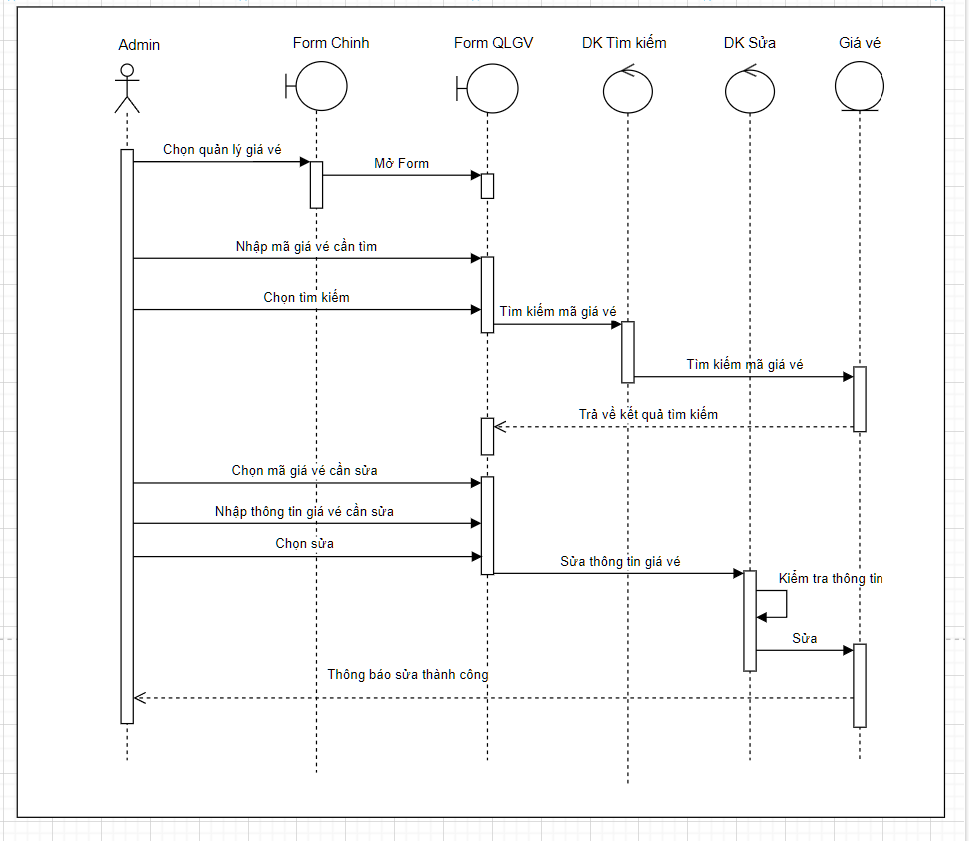 Admin
Form Chinh
Form QLGV
DK Tìm kiếm
DK Sửa
Giá vé
Chọn quản lý giá vé
Mở Form
Nhập mã giá vé cần tìm
Chọn tìm kiếm
Tìm kiếm mã giá vé
Tìm kiếm mã giá vé
Trả về kết quả tìm kiếm
Chọn mã giá vé cần sửa
Nhập thông tin giá vé cần sửa
Chọn sửa
Sửa thông tin giá vé
Kiểm tra thông tin
Sửa
Thông báo sửa thành công